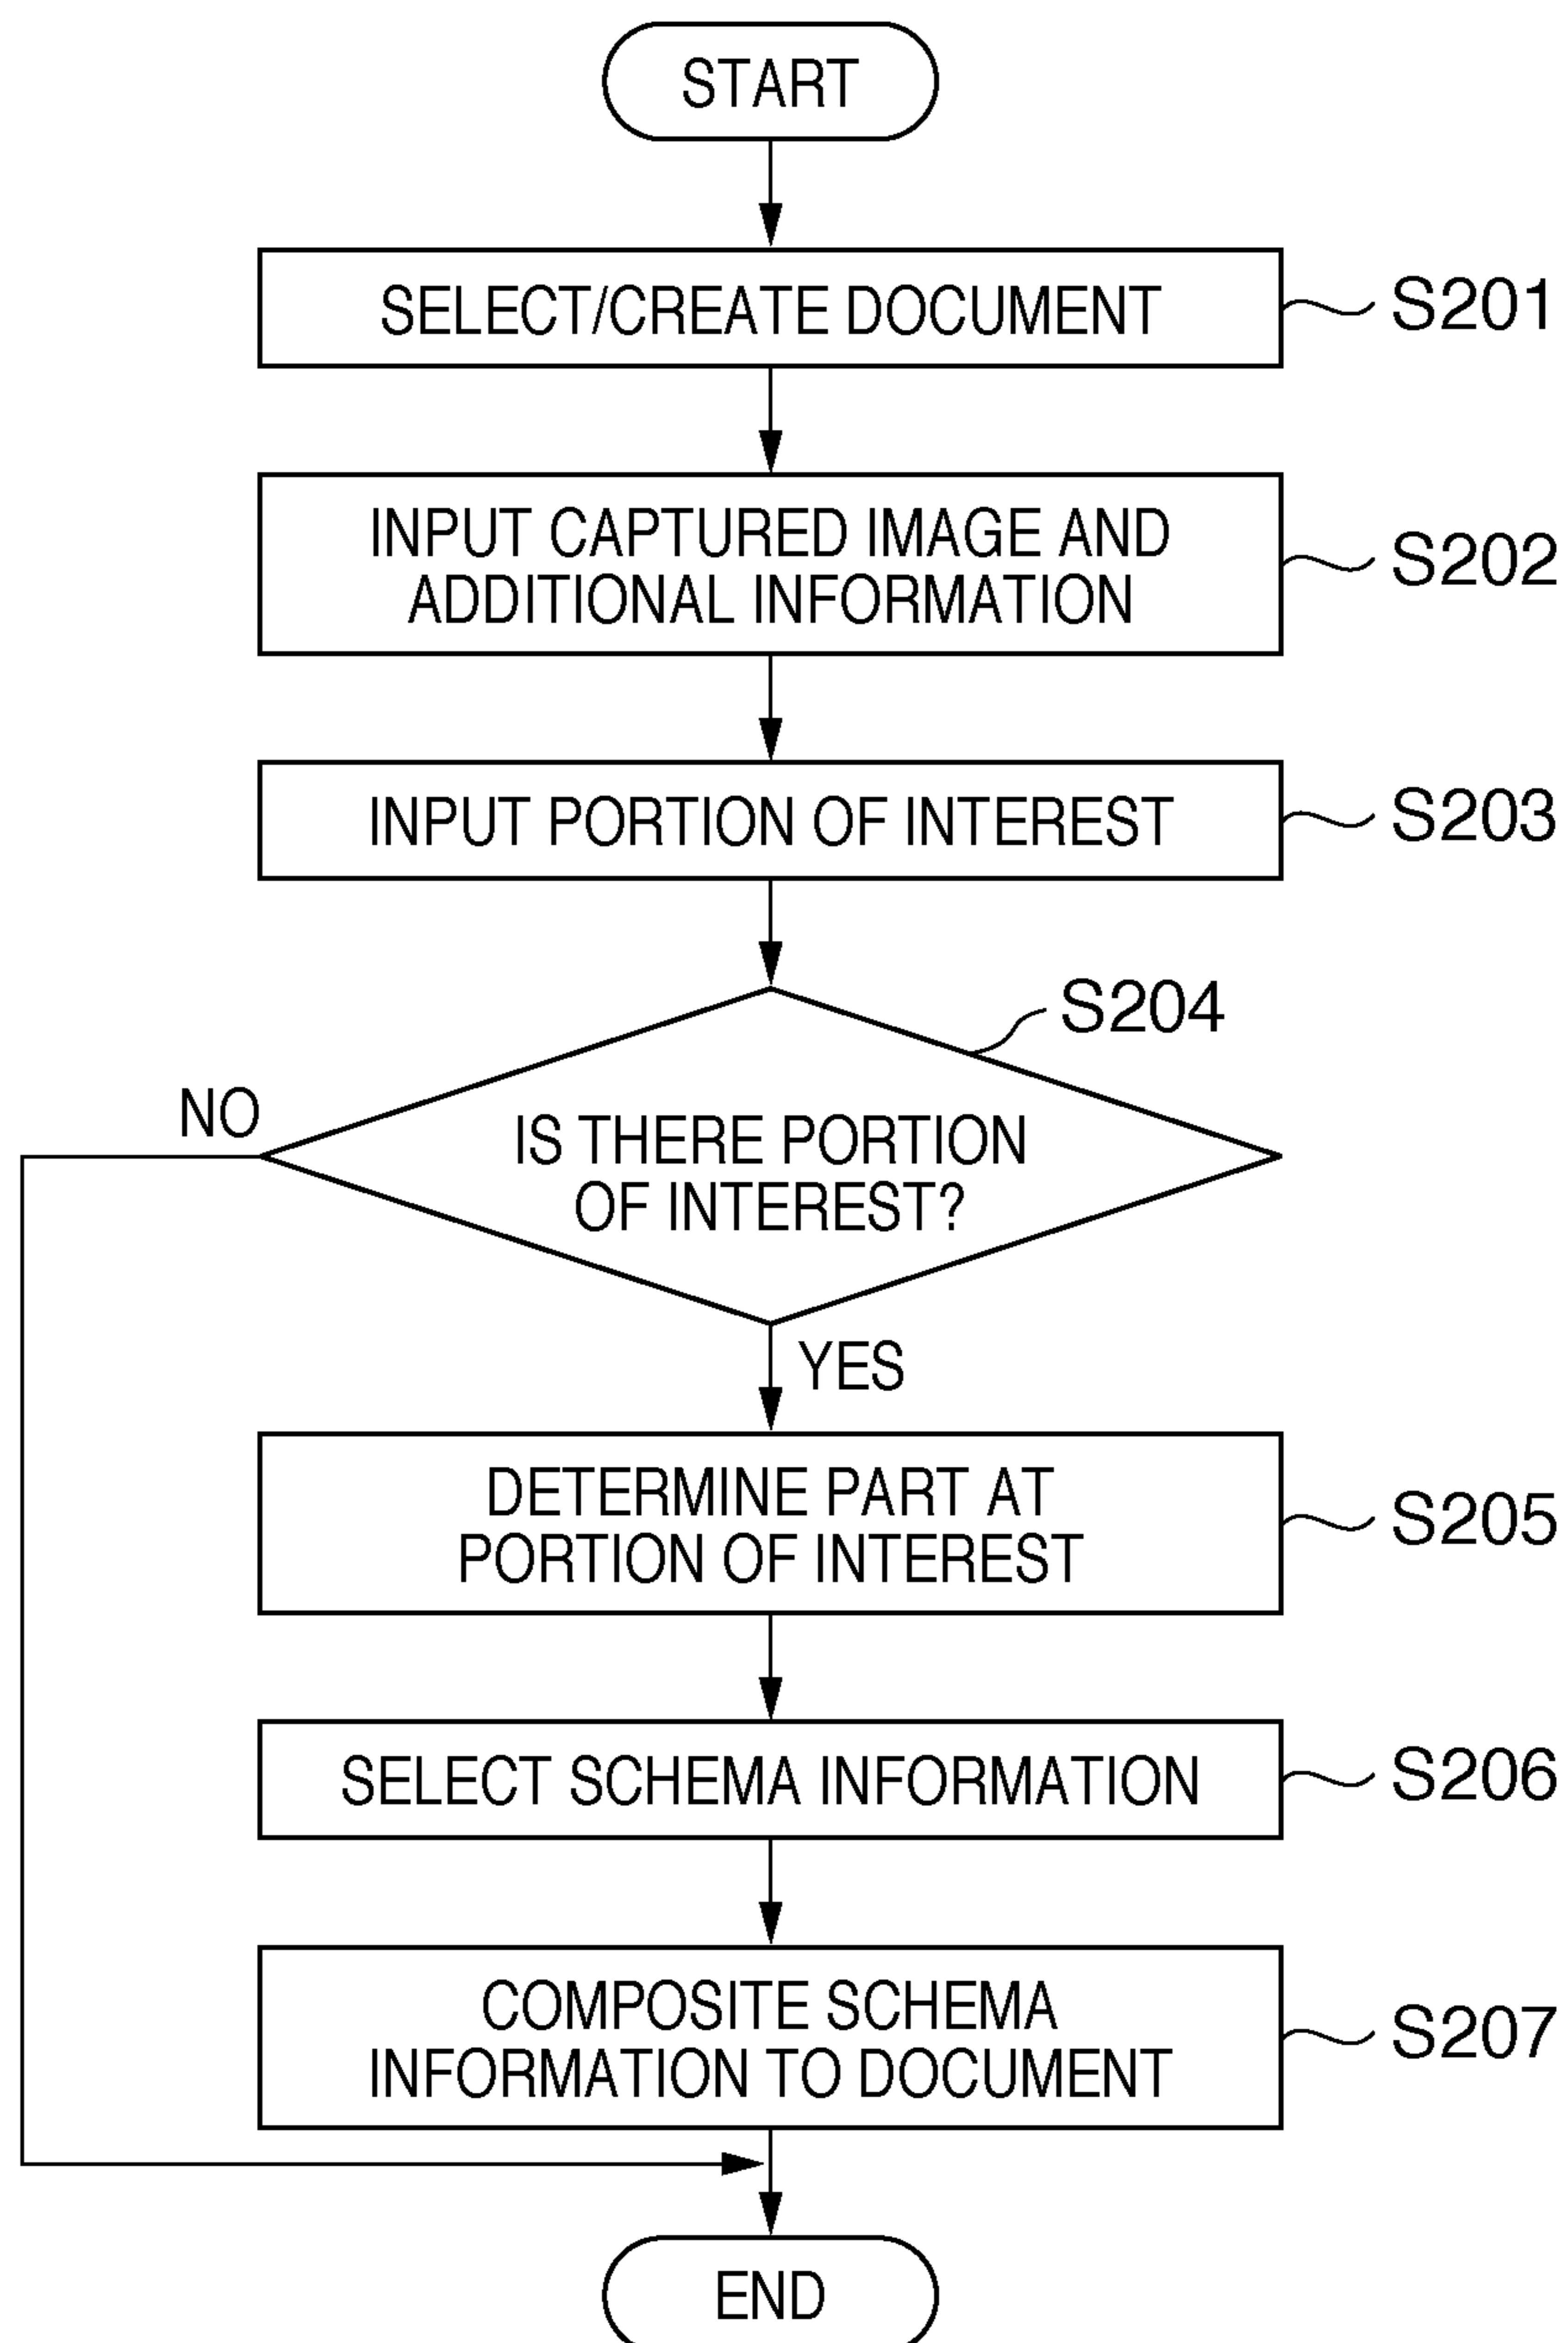 START
SELECT/CREATE DOCUMENT
S201
INPUT CAPTURED IMAGE AND
ADDITIONAL INFORMATION
S202
INPUT PORTION OF INTEREST
S203
S204
NO
IS THERE PORTION
OF INTEREST?
YES
DETERMINE PART AT
PORTION OF INTEREST
S205
SELECT SCHEMA INFORMATION
S206
COMPOSITE SCHEMA
INFORMATION TO DOCUMENT
S207
END